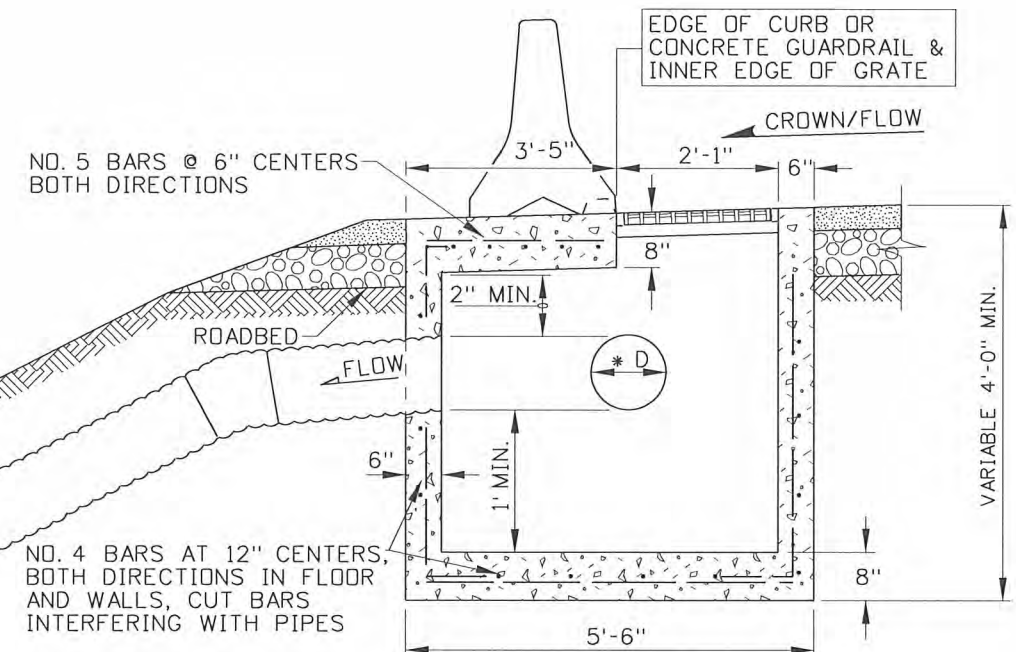 EDGE OF CURB OR
CONCRETE GUARDRAIL &
INNER EDGE OF GRATE
CROWN/FLOW
NO. 5 BARS @ 6" CENTERS
BOTH DIRECTIONS
3'-5"
2'-1"
6"
8"
2" MIN.
ROADBED
FLOW
* D
VARIABLE 4'-0" MIN.
6"
1' MIN.
NO. 4 BARS AT 12" CENTERS,
BOTH DIRECTIONS IN FLOOR
AND WALLS, CUT BARS
INTERFERING WITH PIPES
8"
5'-6"